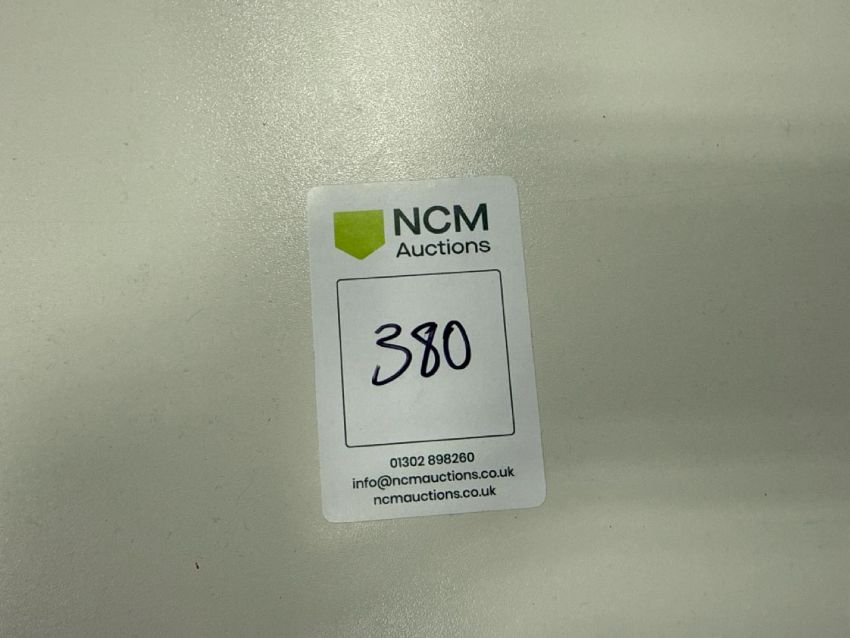 NCM
Auctions
380
01302 898260
info@ncmauctions.co.uk
ncmauctions.co.uk